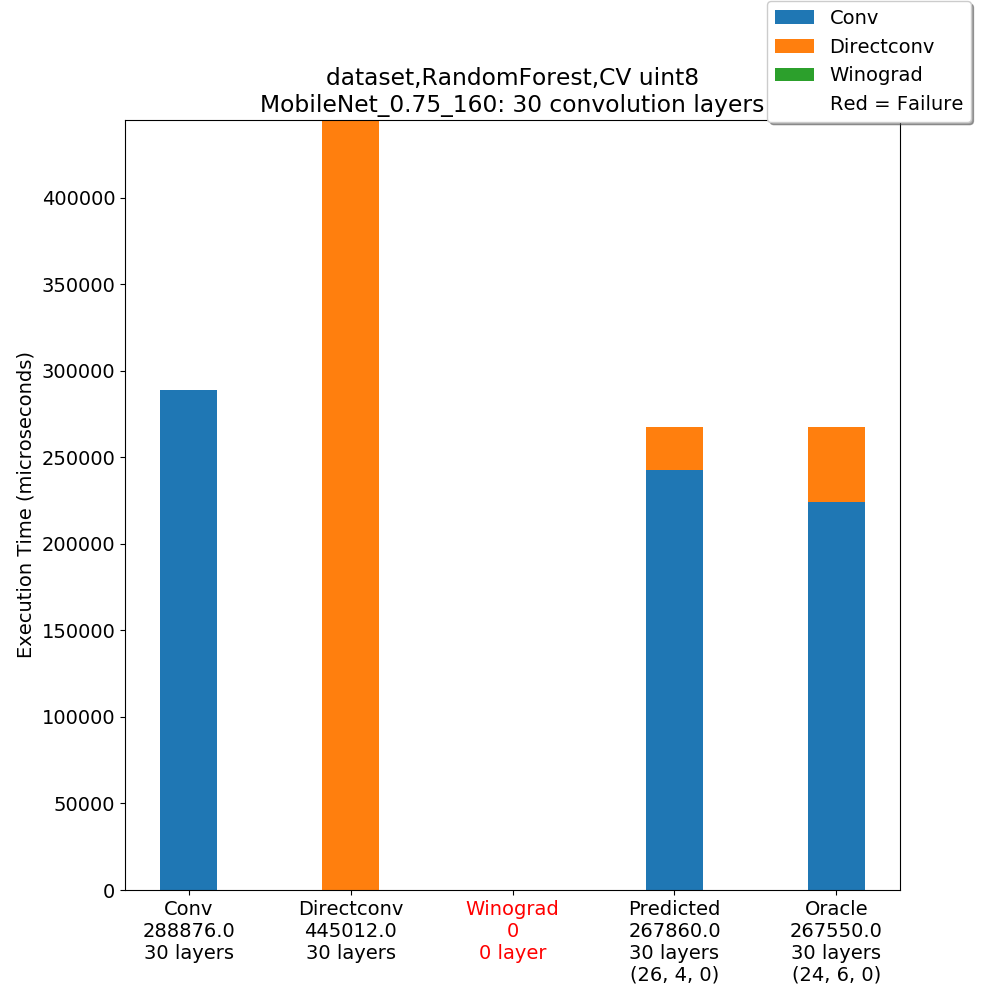 Conv
Directconv
Winograd
Red = Failure
dataset,RandomForest,CV uint8
MobileNet_0.75_160: 30 convolution layers
Execution Time (microseconds)
400000
350000
300000
250000
200000
150000
100000
50000
0
Conv
288876.0
30 layers
Directconv
445012.0
30 layers
Winograd
0
0 layer
Predicted
267860.0
30 layers
(26, 4, 0)
Oracle
267550.0
30 layers
(24, 6, 0)